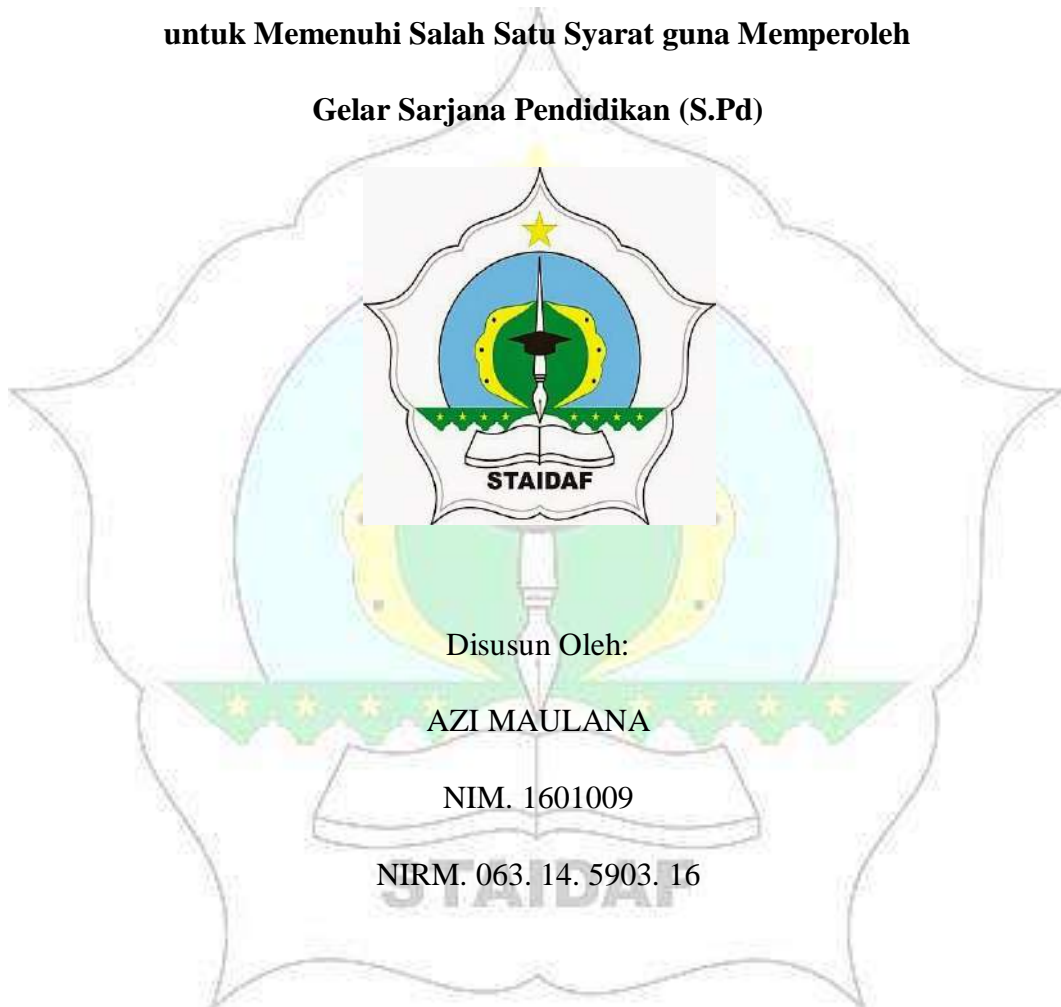 untuk Memenuhi Salah Satu Syarat guna Memperoleh
Gelar Sarjana Pendidikan (S.Pd)
STAIDAF
Disusun Oleh:
AZI MAULANA
NIM. 1601009
NIRM. 063. 14. 5903. 16
STAIDAF